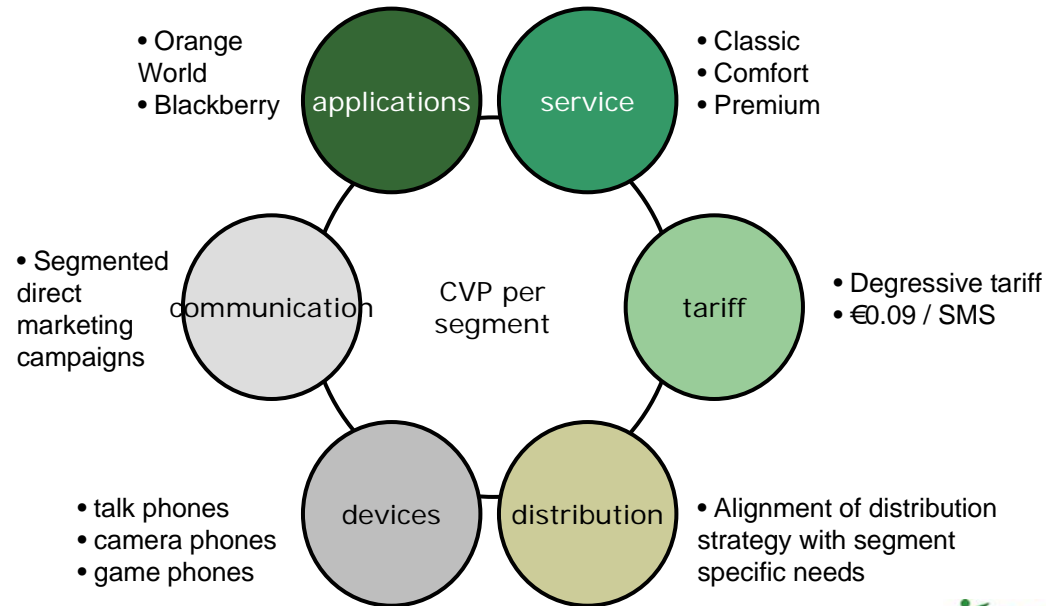 • Orange
World
• Blackberry
applications
service
• Classic
• Comfort
• Premium
• Segmented
direct
marketing
campaigns
communication
CVP per
segment
tariff
• Degressive tariff
• €0.09 / SMS
• talk phones
• camera phones
• game phones
devices
distribution
• Alignment of distribution
strategy with segment
specific needs